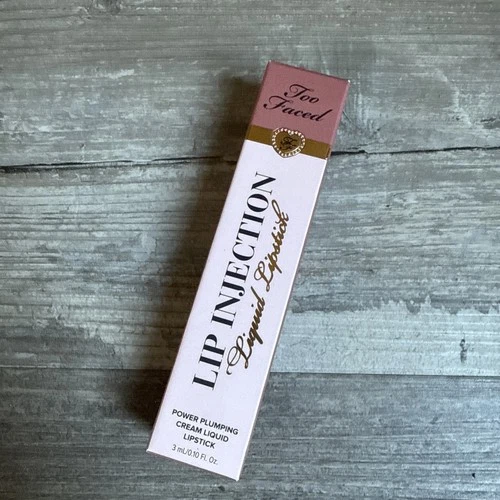 Too
Faced
LIP INJECTION
Liquid Lipstick
POWER PLUMPING
CREAM LIQUID
LIPSTICK
3 mL/0.10 Fl. Oz.